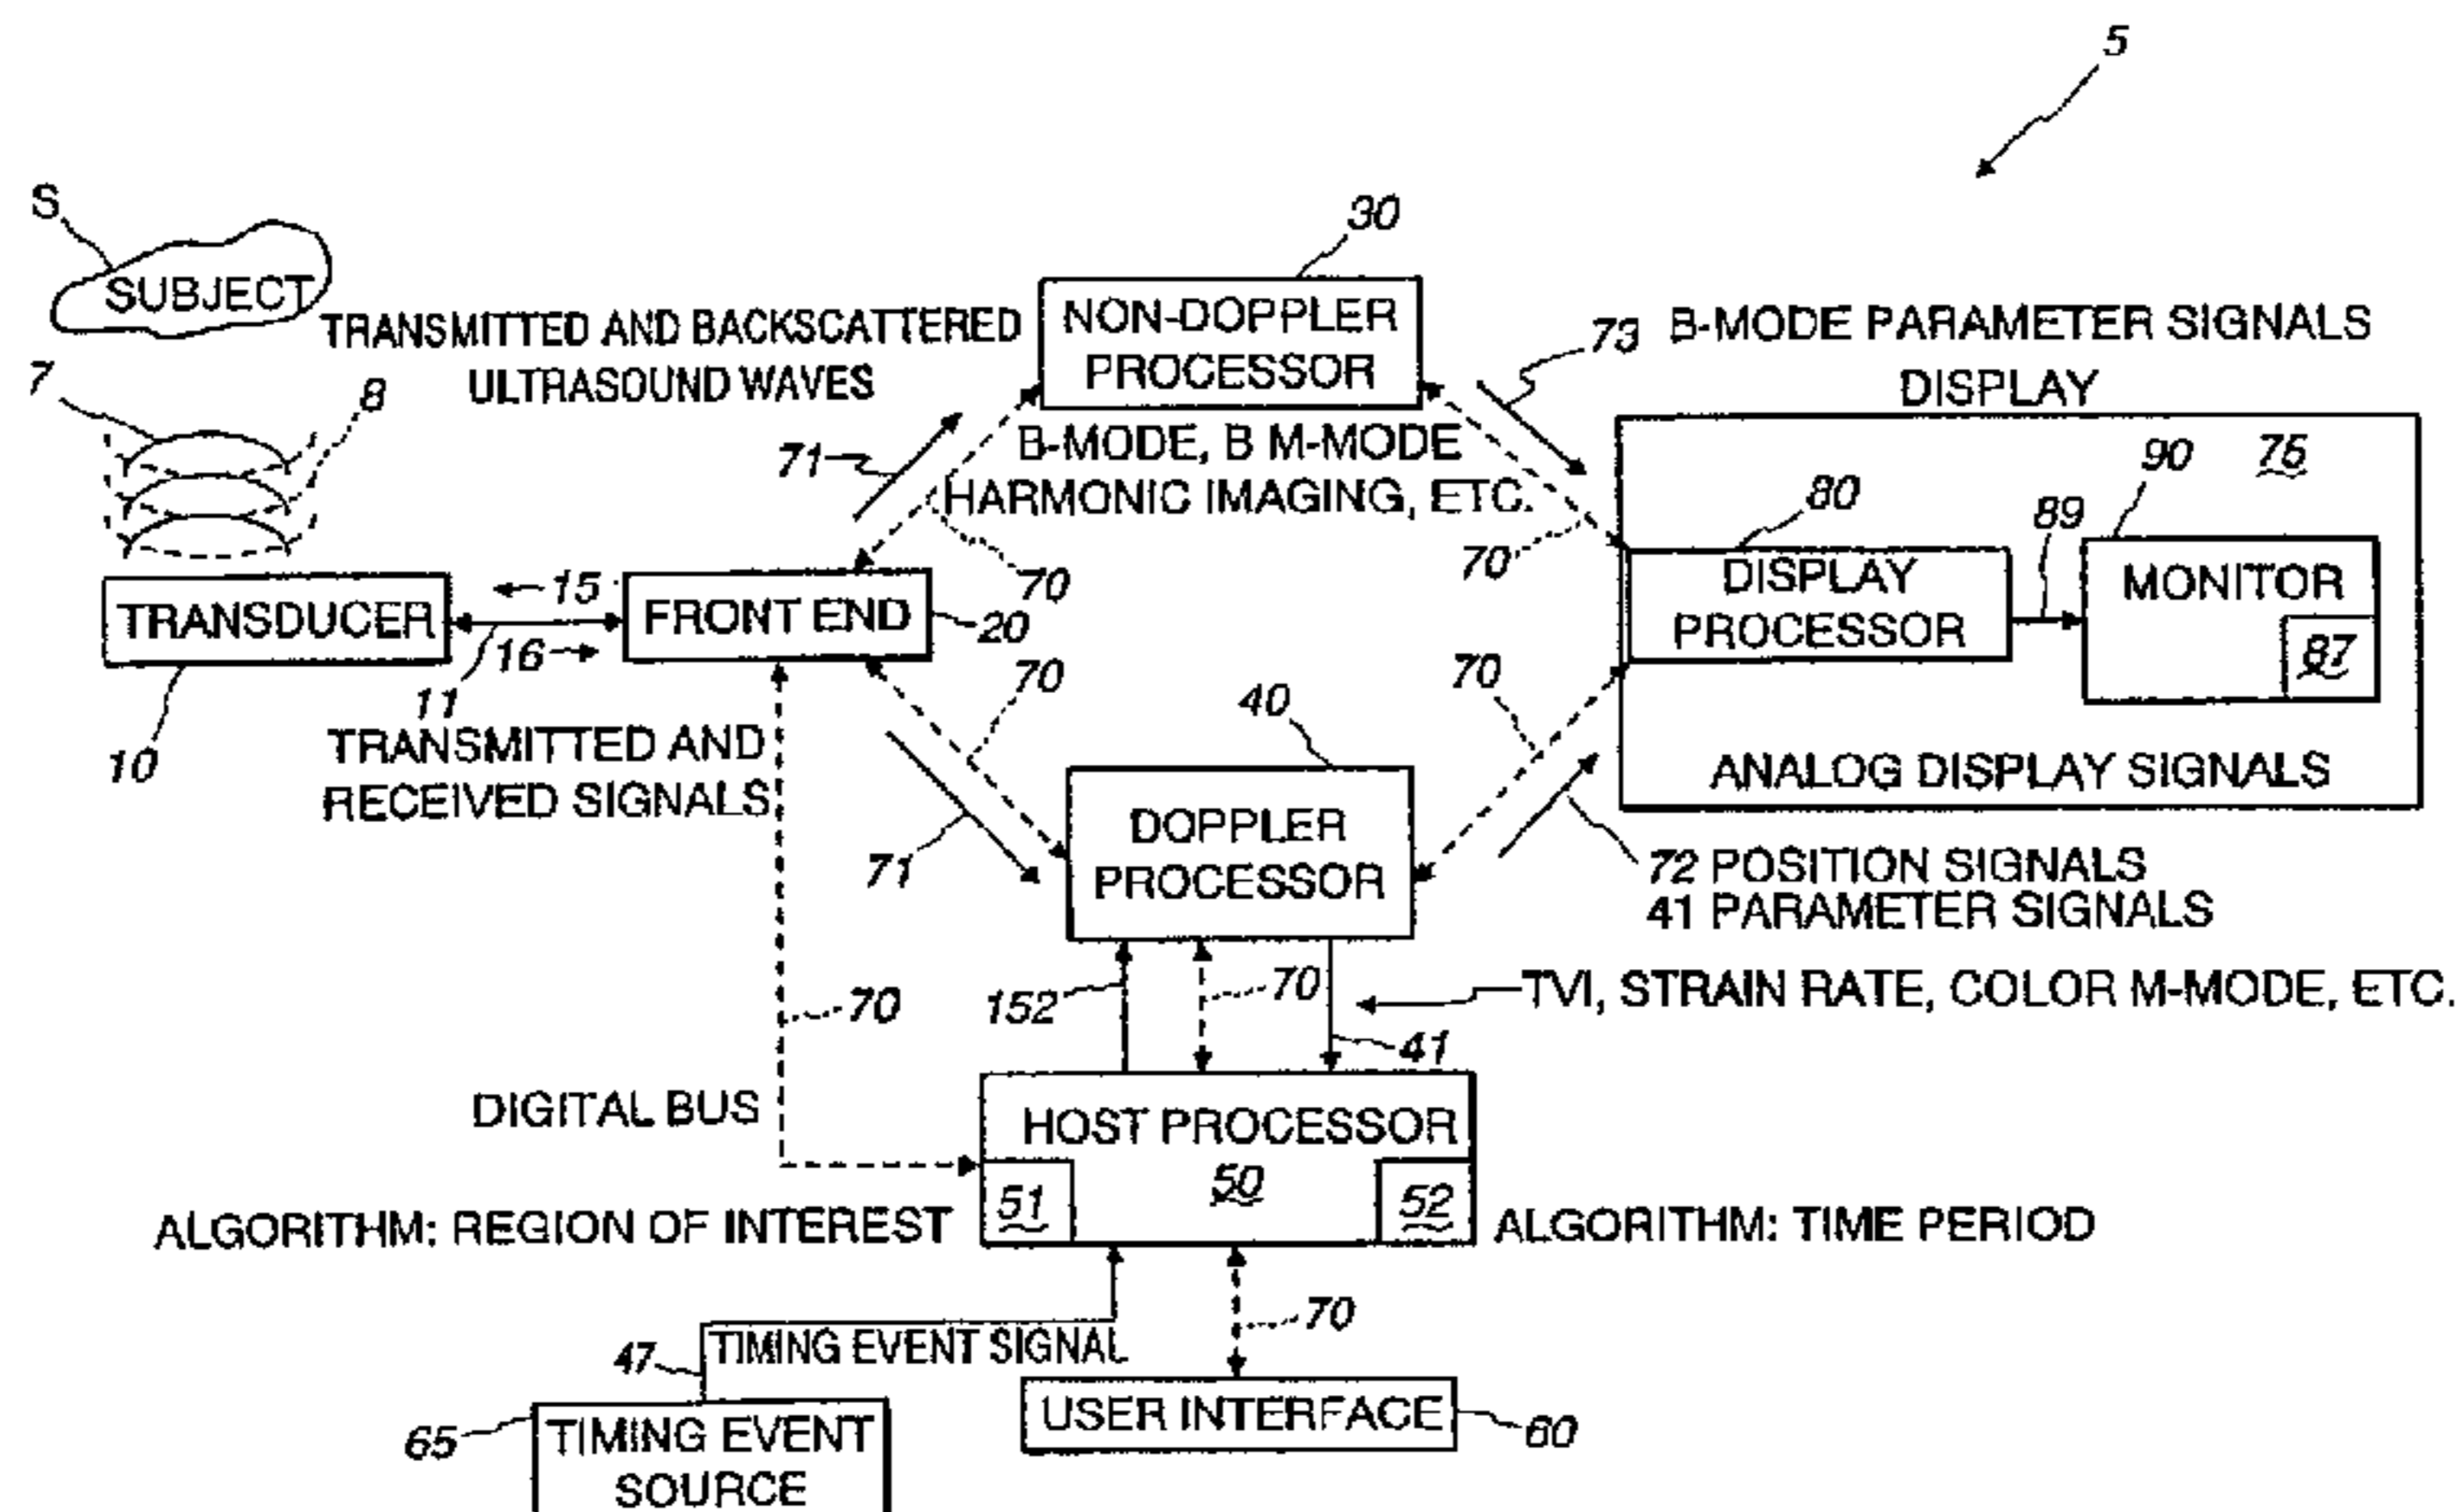 5
S
SUBJECT
30
NON-DOPPLER
PROCESSOR
TRANSMITTED AND BACKSCATTERED
ULTRASOUND WAVES
73
B-MODE PARAMETER SIGNALS
DISPLAY
7
8
71
B-MODE, B M-MODE
HARMONIC IMAGING, ETC.
70
70
80
89
90
75
TRANSDUCER
15
11
16
FRONT END
20
DISPLAY
PROCESSOR
MONITOR
87
10
TRANSMITTED AND
RECEIVED SIGNALS
70
40
70
ANALOG DISPLAY SIGNALS
71
DOPPLER
PROCESSOR
72 POSITION SIGNALS
41 PARAMETER SIGNALS
70
152
70
TVI, STRAIN RATE, COLOR M-MODE, ETC.
41
DIGITAL BUS
HOST PROCESSOR
50
51
52
ALGORITHM: REGION OF INTEREST
ALGORITHM: TIME PERIOD
47
TIMING EVENT SIGNAL
70
65
TIMING EVENT
SOURCE
USER INTERFACE
60